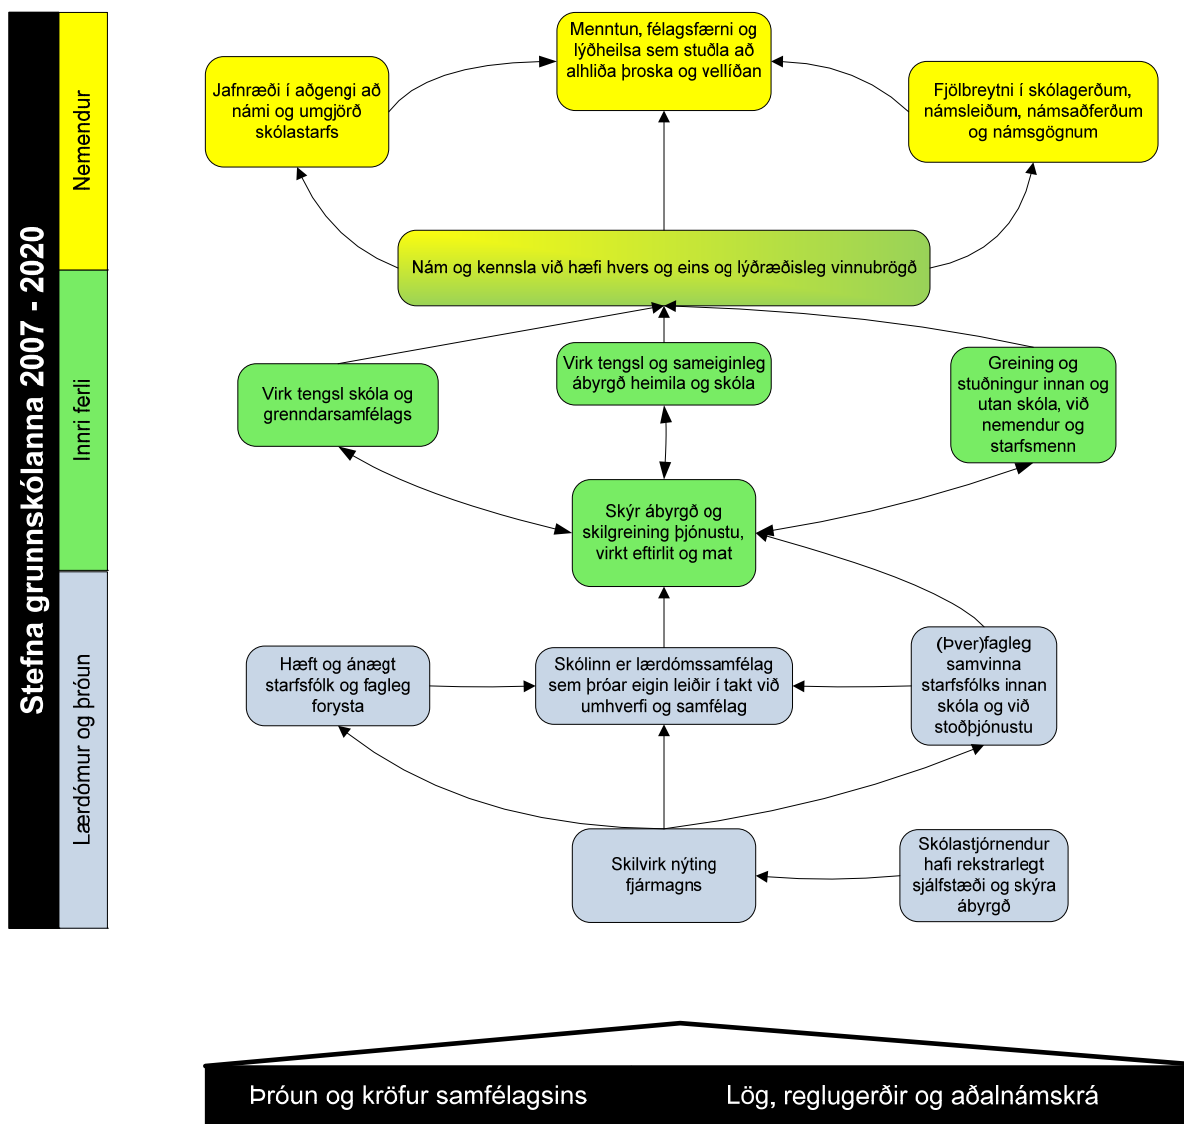 Stefna grunnskólanna 2007 - 2020
Nemendur
Innri ferli
Lærdómur og þróun
Menntun, félagsfærni og
lýðheilsa sem stuðla að
alhliða þroska og vellíðan
Jafnræði í aðgengi að
námi og umgjörð
skólastarfs
Fjölbreytni í skólagerðum,
námsleiðum, námsaðferðum
og námsgögnum
Nám og kennsla við hæfi hvers og eins og lýðræðisleg vinnubrögð
Virk tengsl skóla og
grenndarsamfélags
Virk tengsl og sameiginleg
ábyrgð heimila og skóla
Greining og
stuðningur innan og
utan skóla, við
nemendur og
starfsmenn
Skýr ábyrgð og
skilgreining þjónustu,
virkt eftirlit og mat
Hæft og ánægt
starfsfólk og fagleg
forysta
Skólinn er lærdómssamfélag
sem þróar eigin leiðir í takt við
umhverfi og samfélag
(Þver)fagleg
samvinna
starfsfólks innan
skóla og við
stoðþjónustu
Skilvirk nýting
fjármagns
Skólastjórnendur
hafi rekstrarlegt
sjálfstæði og skýra
ábyrgð
Þróun og kröfur samfélagsins
Lög, reglugerðir og aðalnámskrá